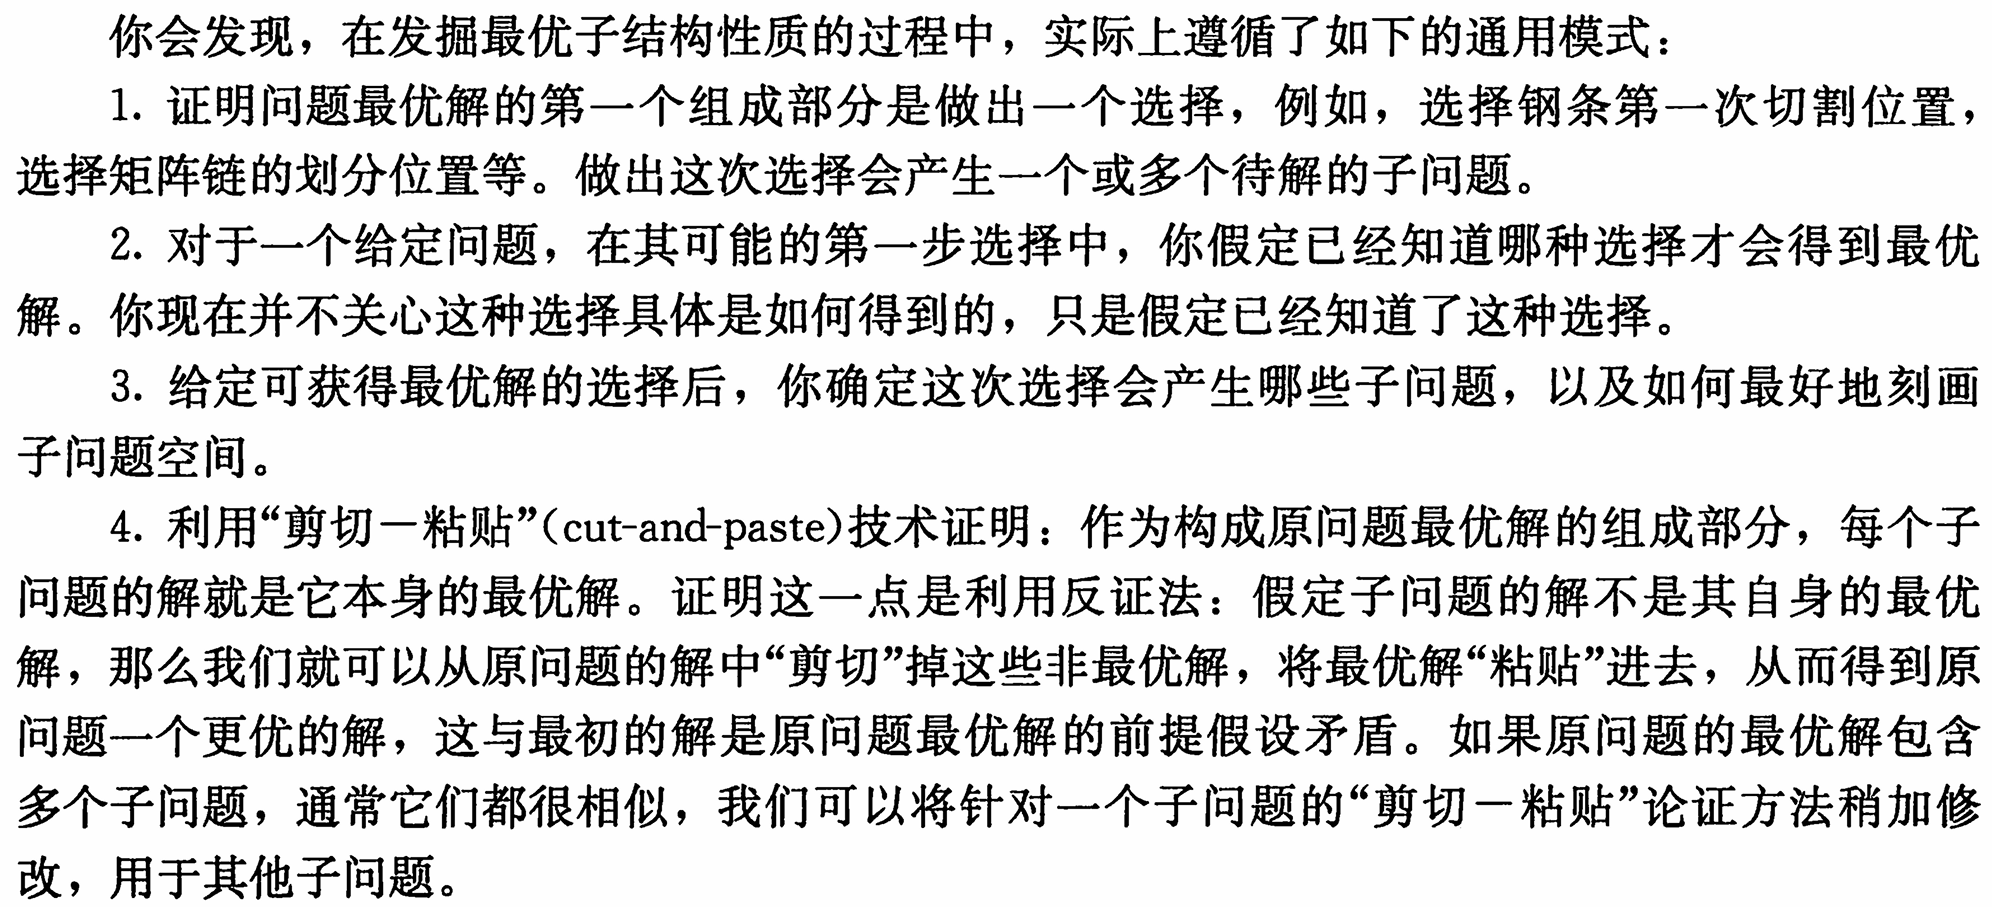 你会发现，在发掘最优子结构性质的过程中，实际上遵循了如下的通用模式：
1. 证明问题最优解的第一个组成部分是做出一个选择，例如，选择钢条第一次切割位置，
选择矩阵链的划分位置等。做出这次选择会产生一个或多个待解的子问题。
2. 对于一个给定问题，在其可能的第一步选择中，你假定已经知道哪种选择才会得到最优
解。你现在并不关心这种选择具体是如何得到的，只是假定已经知道了这种选择。
3. 给定可获得最优解的选择后，你确定这次选择会产生哪些子问题，以及如何最好地刻画
子问题空间。
4. 利用“剪切－粘贴”(cut-and-paste)技术证明：作为构成原问题最优解的组成部分，每个子
问题的解就是它本身的最优解。证明这一点是利用反证法：假定子问题的解不是其自身的最优
解，那么我们就可以从原问题的解中“剪切”掉这些非最优解，将最优解“粘贴”进去，从而得到原
问题一个更优的解，这与最初的解是原问题最优解的前提假设矛盾。如果原问题的最优解包含
多个子问题，通常它们都很相似，我们可以将针对一个子问题的“剪切－粘贴”论证方法稍加修
改，用于其他子问题。